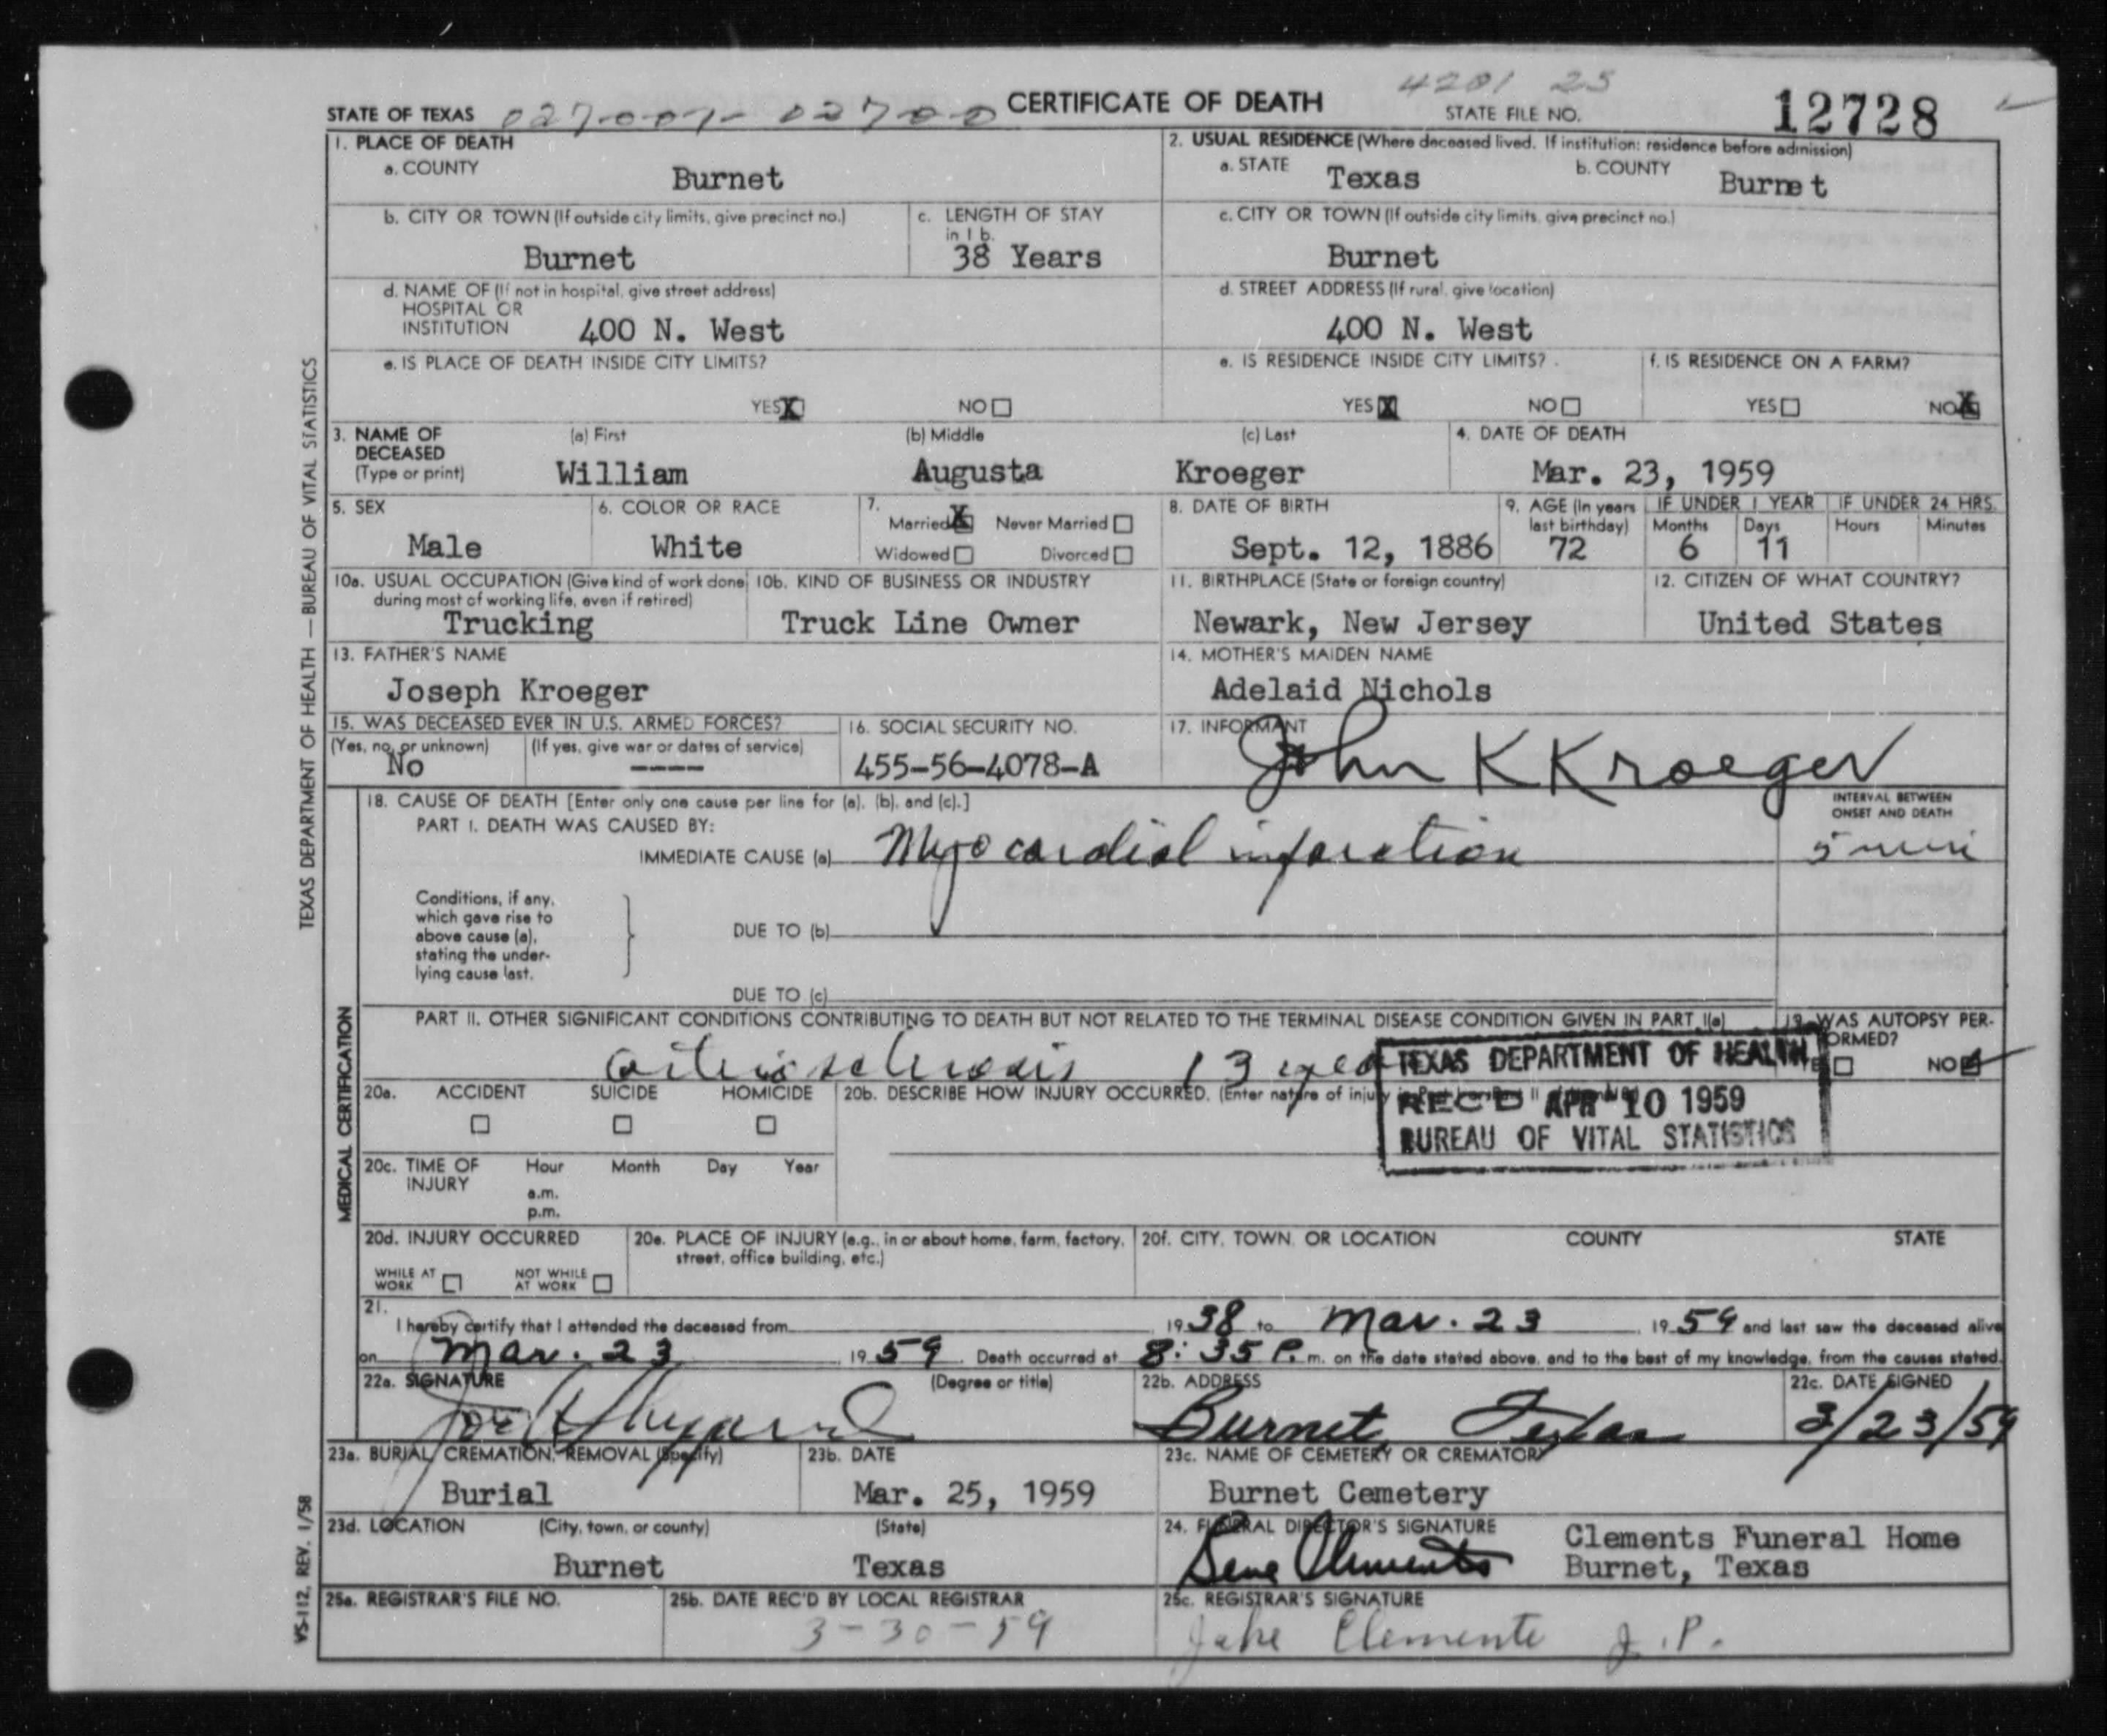 4201 25
STATE OF TEXAS 027-001-02700 CERTIFICATE OF DEATH STATE FILE NO. 12728
1. PLACE OF DEATH
a. COUNTY Burnet
2. USUAL RESIDENCE (Where deceased lived. If institution: residence before admission)
a. STATE Texas b. COUNTY Burnet
b. CITY OR TOWN (If outside city limits, give precinct no.) Burnet
c. LENGTH OF STAY in 1 b. 38 Years
c. CITY OR TOWN (If outside city limits, give precinct no.) Burnet
d. NAME OF (If not in hospital, give street address)
HOSPITAL OR
INSTITUTION 400 N. West
d. STREET ADDRESS (If rural, give location)
400 N. West
e. IS PLACE OF DEATH INSIDE CITY LIMITS?
YES X NO
e. IS RESIDENCE INSIDE CITY LIMITS?
YES X NO
f. IS RESIDENCE ON A FARM?
YES NO X
3. NAME OF DECEASED (Type or print)
(a) First (b) Middle (c) Last
William Augusta Kroeger
4. DATE OF DEATH
Mar. 23, 1959
5. SEX
Male
6. COLOR OR RACE
White
7.
Married X Never Married
Widowed Divorced
8. DATE OF BIRTH
Sept. 12, 1886
9. AGE (In years last birthday)
72
IF UNDER 1 YEAR
Months Days
6 11
IF UNDER 24 HRS.
Hours Minutes
10a. USUAL OCCUPATION (Give kind of work done during most of working life, even if retired)
Trucking
10b. KIND OF BUSINESS OR INDUSTRY
Truck Line Owner
11. BIRTHPLACE (State or foreign country)
Newark, New Jersey
12. CITIZEN OF WHAT COUNTRY?
United States
13. FATHER'S NAME
Joseph Kroeger
14. MOTHER'S MAIDEN NAME
Adelaid Nichols
15. WAS DECEASED EVER IN U.S. ARMED FORCES?
(Yes, no, or unknown) (If yes, give war or dates of service)
No ----
16. SOCIAL SECURITY NO.
455-56-4078-A
17. INFORMANT
John K Kroeger
18. CAUSE OF DEATH [Enter only one cause per line for (a), (b), and (c).]
INTERVAL BETWEEN ONSET AND DEATH
PART I. DEATH WAS CAUSED BY:
IMMEDIATE CAUSE (a) Myocardial infarction 5 min
Conditions, if any,
which gave rise to
above cause (a),
stating the under-
lying cause last.
DUE TO (b)
DUE TO (c)
PART II. OTHER SIGNIFICANT CONDITIONS CONTRIBUTING TO DEATH BUT NOT RELATED TO THE TERMINAL DISEASE CONDITION GIVEN IN PART I(a)
arteriosclerosis 13
19. WAS AUTOPSY PER-
FORMED?
NO
TEXAS DEPARTMENT OF HEALTH
REC'D APR 10 1959
BUREAU OF VITAL STATISTICS
20a. ACCIDENT SUICIDE HOMICIDE
20b. DESCRIBE HOW INJURY OCCURRED. (Enter nature of injury
20c. TIME OF INJURY Hour Month Day Year
a.m.
p.m.
20d. INJURY OCCURRED
WHILE AT WORK NOT WHILE AT WORK
20e. PLACE OF INJURY (e.g., in or about home, farm, factory, street, office building, etc.)
20f. CITY, TOWN, OR LOCATION COUNTY STATE
21.
I hereby certify that I attended the deceased from 1938 to Mar. 23, 1959 and last saw the deceased alive
on Mar. 23, 1959. Death occurred at 8:35 P. m. on the date stated above, and to the best of my knowledge, from the causes stated.
22a. SIGNATURE (Degree or title)
22b. ADDRESS
Burnet, Texas
22c. DATE SIGNED
3/23/59
23a. BURIAL, CREMATION, REMOVAL (Specify)
Burial
23b. DATE
Mar. 25, 1959
23c. NAME OF CEMETERY OR CREMATORY
Burnet Cemetery
23d. LOCATION (City, town, or county) (State)
Burnet Texas
24. FUNERAL DIRECTOR'S SIGNATURE
Gene Clements
Clements Funeral Home
Burnet, Texas
25a. REGISTRAR'S FILE NO.
25b. DATE REC'D BY LOCAL REGISTRAR
3-30-59
25c. REGISTRAR'S SIGNATURE
Jake Clements J.P.
TEXAS DEPARTMENT OF HEALTH — BUREAU OF VITAL STATISTICS
MEDICAL CERTIFICATION
VS-112, REV. 1/58